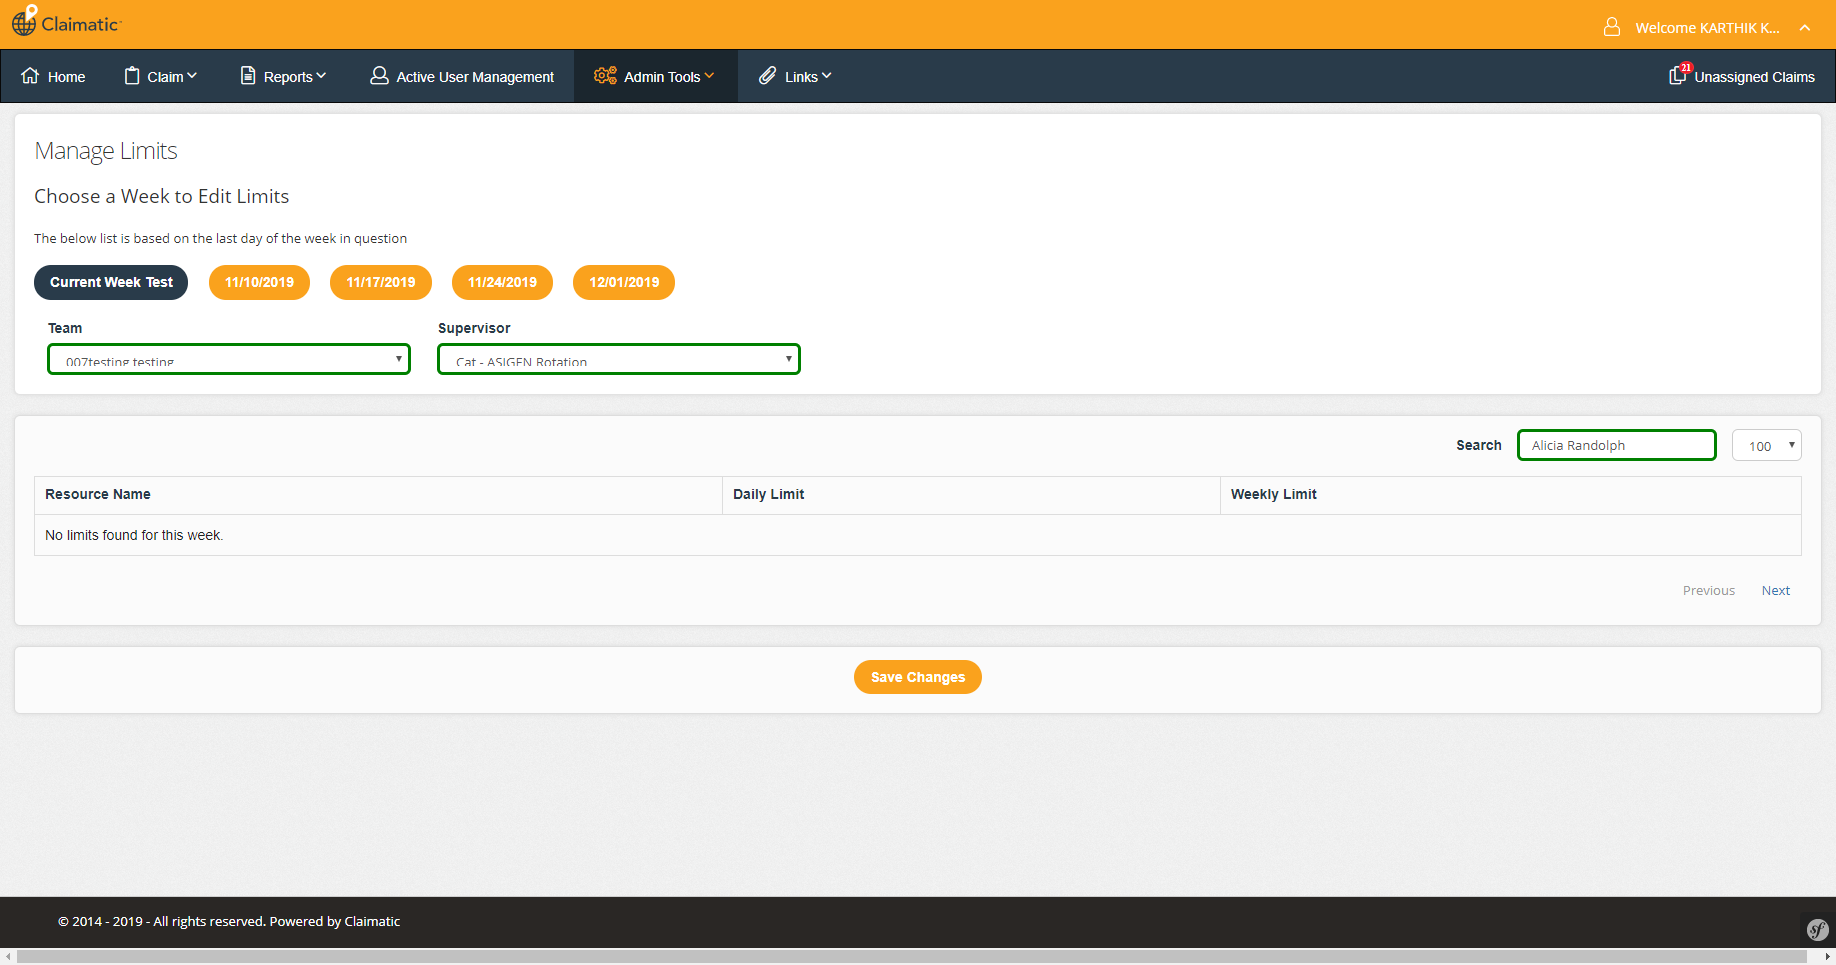 Claimatic
Welcome KARTHIK K...
Home
Claim
Reports
Active User Management
Admin Tools
Links
21
Unassigned Claims
Manage Limits
Choose a Week to Edit Limits
The below list is based on the last day of the week in question
Current Week Test
11/10/2019
11/17/2019
11/24/2019
12/01/2019
Team
Supervisor
007testing testing
Cat - ASIGEN Rotation
Search
Alicia Randolph
100
Resource Name
Daily Limit
Weekly Limit
No limits found for this week.
Previous
Next
Save Changes
© 2014 - 2019 - All rights reserved. Powered by Claimatic
sf